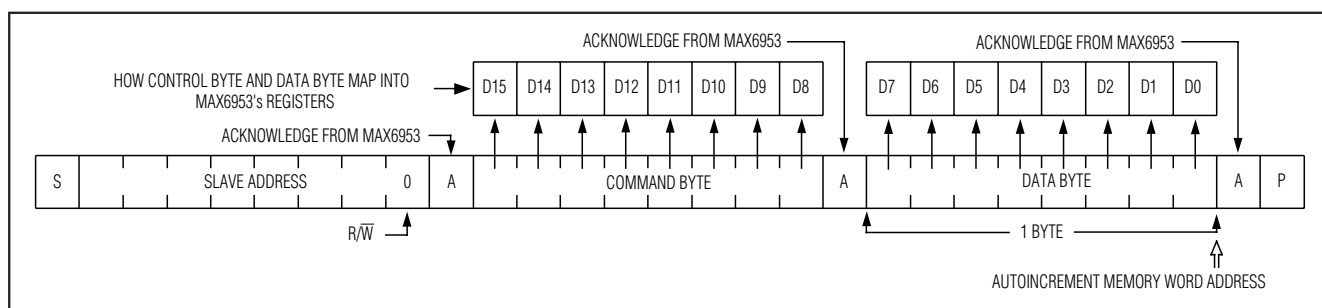 ACKNOWLEDGE FROM MAX6953
ACKNOWLEDGE FROM MAX6953
HOW CONTROL BYTE AND DATA BYTE MAP INTO
MAX6953's REGISTERS
D15 D14 D13 D12 D11 D10 D9 D8
D7 D6 D5 D4 D3 D2 D1 D0
ACKNOWLEDGE FROM MAX6953
S SLAVE ADDRESS 0 A COMMAND BYTE A DATA BYTE A P
R/W̅
1 BYTE
AUTOINCREMENT MEMORY WORD ADDRESS